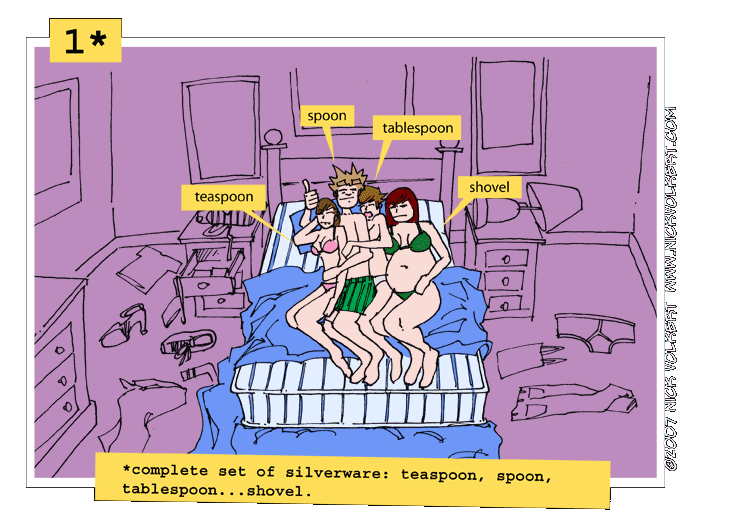 1*
spoon
tablespoon
teaspoon
shovel
*complete set of silverware: teaspoon, spoon,
tablespoon...shovel.
©2007 NICK VOLKERT WWW.NICKVOLKERT.COM